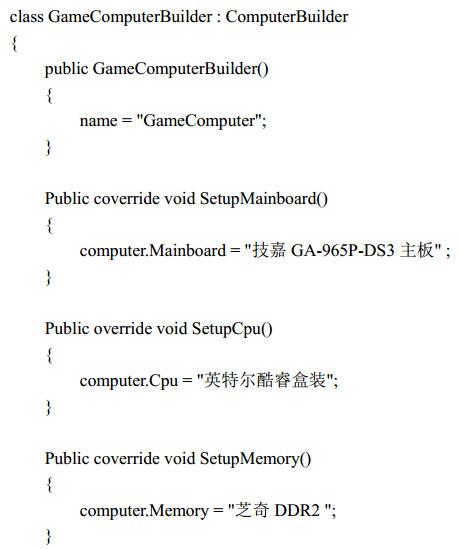 class GameComputerBuilder : ComputerBuilder
{
public GameComputerBuilder()
{
name = "GameComputer";
}
Public coverride void SetupMainboard()
{
computer.Mainboard = "技嘉 GA-965P-DS3 主板" ;
}
Public override void SetupCpu()
{
computer.Cpu = "英特尔酷睿盒装";
}
Public coverride void SetupMemory()
{
computer.Memory = "芝奇 DDR2 ";
}